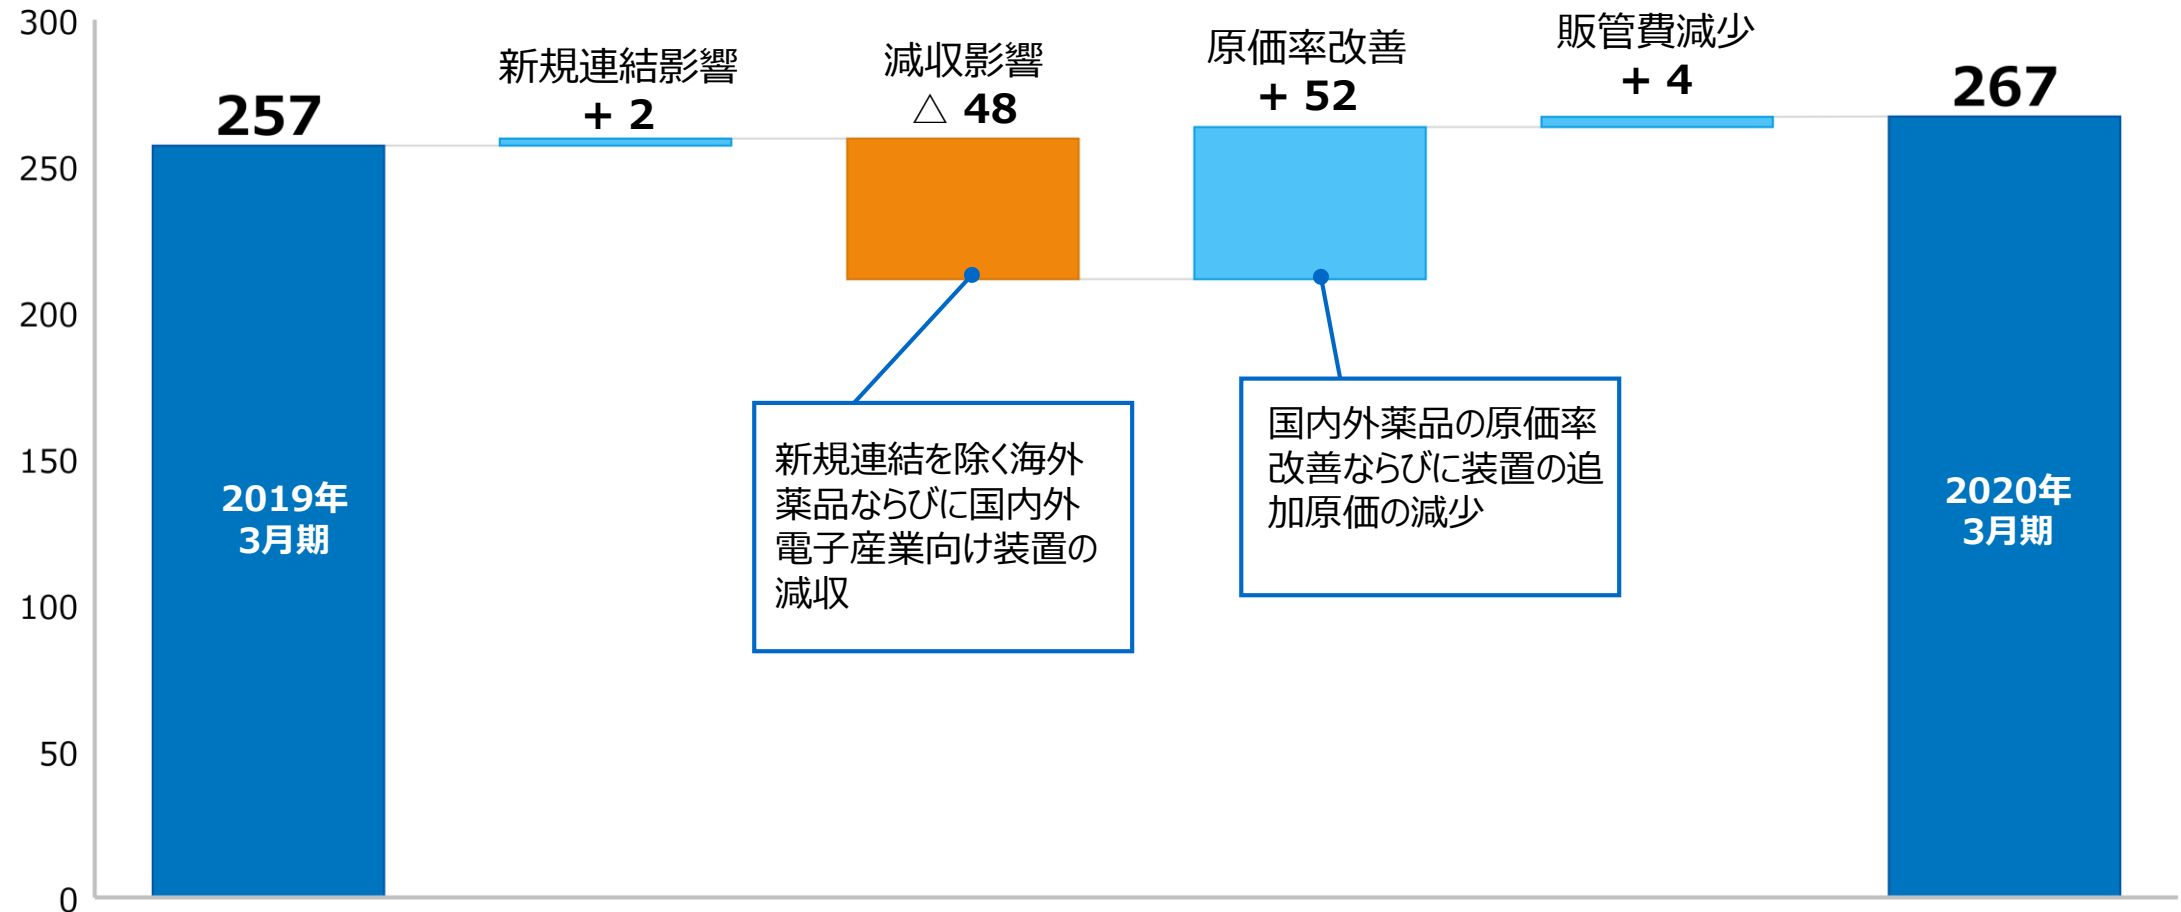 300
250
200
150
100
50
0
257
2019年
3月期
新規連結影響
+ 2
減収影響
△ 48
原価率改善
+ 52
販管費減少
+ 4
267
2020年
3月期
新規連結を除く海外
薬品ならびに国内外
電子産業向け装置の
減収
国内外薬品の原価率
改善ならびに装置の追
加原価の減少